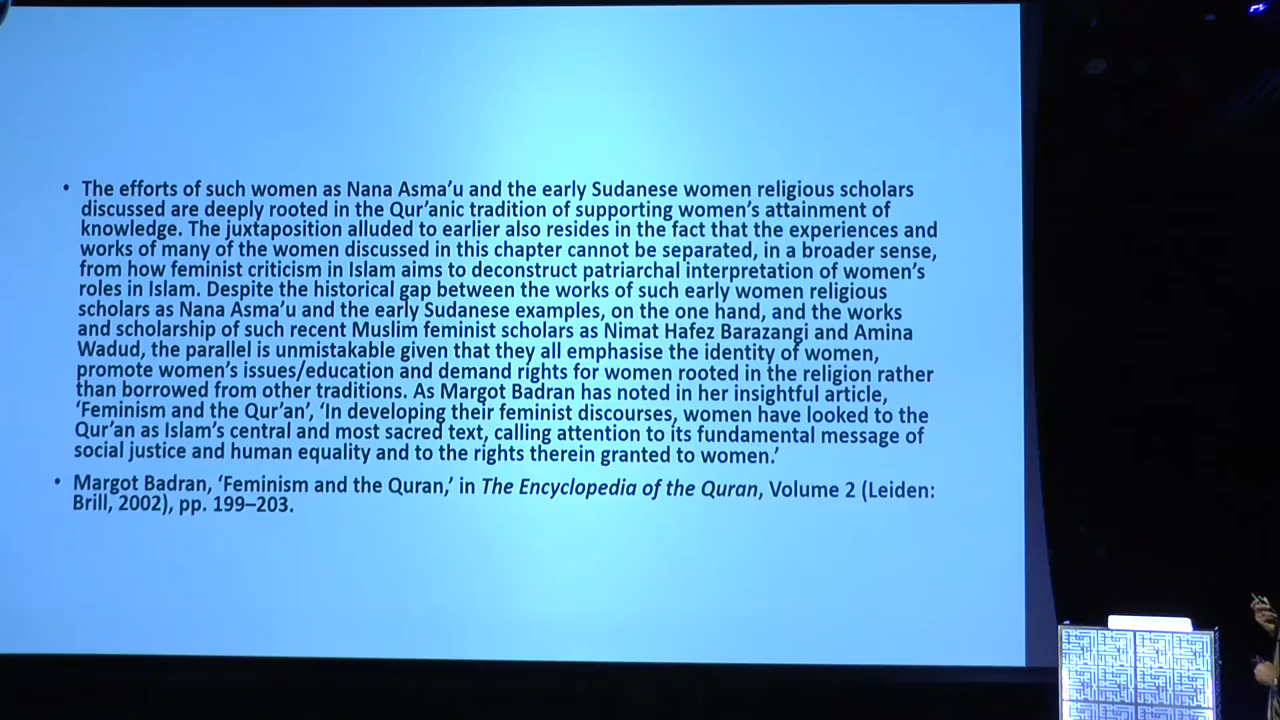 • The efforts of such women as Nana Asma’u and the early Sudanese women religious scholars
discussed are deeply rooted in the Qur’anic tradition of supporting women’s attainment of
knowledge. The juxtaposition alluded to earlier also resides in the fact that the experiences and
works of many of the women discussed in this chapter cannot be separated, in a broader sense,
from how feminist criticism in Islam aims to deconstruct patriarchal interpretation of women’s
roles in Islam. Despite the historical gap between the works of such early women religious
scholars as Nana Asma’u and the early Sudanese examples, on the one hand, and the works
and scholarship of such recent Muslim feminist scholars as Nimat Hafez Barazangi and Amina
Wadud, the parallel is unmistakable given that they all emphasise the identity of women,
promote women’s issues/education and demand rights for women rooted in the religion rather
than borrowed from other traditions. As Margot Badran has noted in her insightful article,
‘Feminism and the Qur’an’, ‘In developing their feminist discourses, women have looked to the
Qur’an as Islam’s central and most sacred text, calling attention to its fundamental message of
social justice and human equality and to the rights therein granted to women.’
• Margot Badran, ‘Feminism and the Quran,’ in The Encyclopedia of the Quran, Volume 2 (Leiden:
Brill, 2002), pp. 199–203.